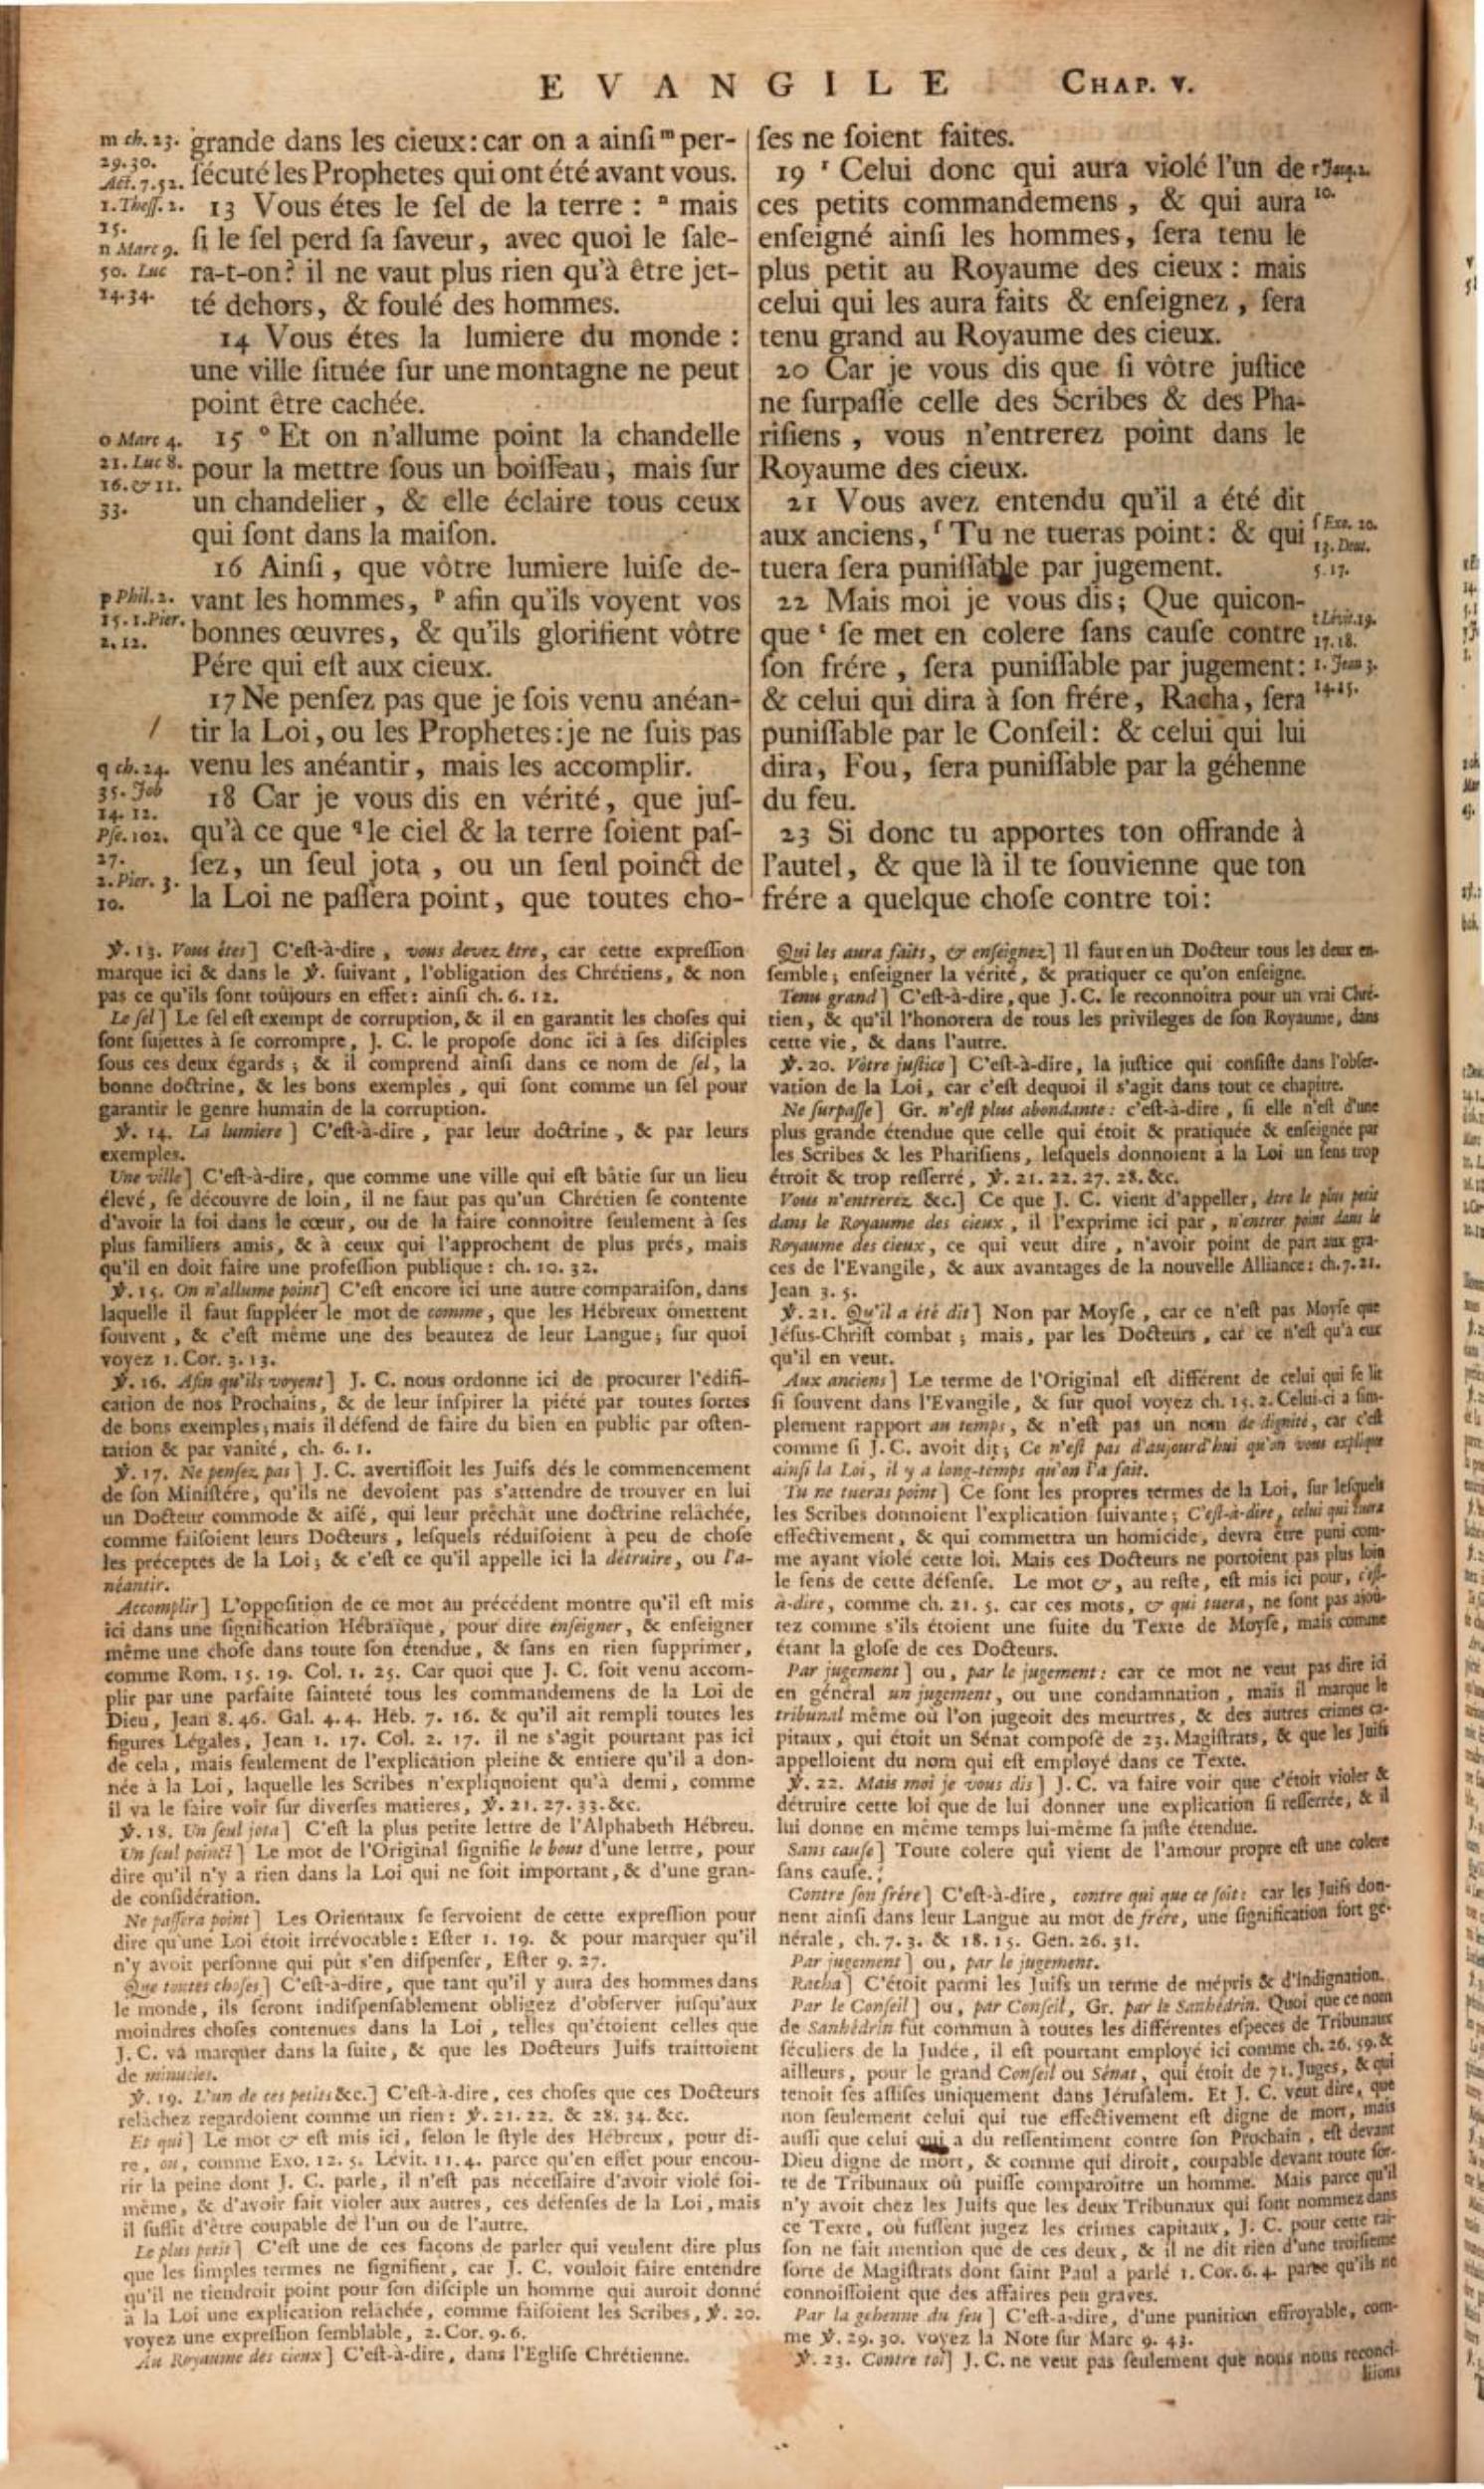 EVANGILE CHAP. V.
m ch. 23.
29. 30.
Act. 7. 52.
1. Thess. 2.
15.
n Marc 9.
50. Luc
14. 34.
o Marc 4.
21. Luc 8.
16. & 11.
33.
p Phil. 2.
15. 1. Pier.
2. 12.
q ch. 24.
35. Job
14. 12.
Pse. 102.
27.
2. Pier. 3.
10.
grande dans les cieux: car on a ainſi ᵐ per-
ſécuté les Prophetes qui ont été avant vous.
13 Vous étes le ſel de la terre : ⁿ mais
ſi le ſel perd ſa ſaveur, avec quoi le ſale-
ra-t-on? il ne vaut plus rien qu'à être jet-
té dehors, & foulé des hommes.
14 Vous étes la lumiere du monde :
une ville ſituée ſur une montagne ne peut
point être cachée.
15 ᵒ Et on n'allume point la chandelle
pour la mettre ſous un boiſſeau, mais ſur
un chandelier, & elle éclaire tous ceux
qui ſont dans la maiſon.
16 Ainſi, que vôtre lumiere luiſe de-
vant les hommes, ᵖ afin qu'ils voyent vos
bonnes œuvres, & qu'ils glorifient vôtre
Pére qui eſt aux cieux.
17 Ne penſez pas que je ſois venu anéan-
tir la Loi, ou les Prophetes: je ne ſuis pas
venu les anéantir, mais les accomplir.
18 Car je vous dis en vérité, que juſ-
qu'à ce que q le ciel & la terre ſoient paſ-
ſez, un ſeul jota, ou un ſeul poinct de
la Loi ne paſſera point, que toutes cho-
ſes ne ſoient faites.
19 ʳ Celui donc qui aura violé l'un de
ces petits commandemens, & qui aura
enſeigné ainſi les hommes, ſera tenu le
plus petit au Royaume des cieux : mais
celui qui les aura faits & enſeignez, ſera
tenu grand au Royaume des cieux.
20 Car je vous dis que ſi vôtre juſtice
ne ſurpaſſe celle des Scribes & des Pha-
riſiens, vous n'entrerez point dans le
Royaume des cieux.
21 Vous avez entendu qu'il a été dit
aux anciens, ſ Tu ne tueras point: & qui
tuera ſera puniſſable par jugement.
22 Mais moi je vous dis; Que quicon-
que ᵗ ſe met en colere ſans cauſe contre
ſon frére, ſera puniſſable par jugement:
& celui qui dira à ſon frére, Racha, ſera
puniſſable par le Conſeil: & celui qui lui
dira, Fou, ſera puniſſable par la géhenne
du feu.
23 Si donc tu apportes ton offrande à
l'autel, & que là il te ſouvienne que ton
frére a quelque choſe contre toi:
r Jaq. 2.
10.
ſ Exo. 20.
13. Deut.
5. 17.
t Lévit. 19.
17. 18.
1. Jean 3.
14. 15.
℣. 13. Vous êtes] C'eſt-à-dire, vous devez être, car cette expreſſion
marque ici & dans le ℣. ſuivant, l'obligation des Chrétiens, & non
pas ce qu'ils ſont toûjours en effet: ainſi ch. 6. 12.
Le ſel] Le ſel eſt exempt de corruption, & il en garantit les choſes qui
ſont ſujettes à ſe corrompre, J. C. le propoſe donc ici à ſes diſciples
ſous ces deux égards ; & il comprend ainſi dans ce nom de ſel, la
bonne doctrine, & les bons exemples, qui ſont comme un ſel pour
garantir le genre humain de la corruption.
℣. 14. La lumiere] C'eſt-à-dire, par leur doctrine, & par leurs
exemples.
Une ville] C'eſt-à-dire, que comme une ville qui eſt bâtie ſur un lieu
élevé, ſe découvre de loin, il ne faut pas qu'un Chrétien ſe contente
d'avoir la foi dans le cœur, ou de la faire connoître ſeulement à ſes
plus familiers amis, & à ceux qui l'approchent de plus prés, mais
qu'il en doit faire une profeſſion publique: ch. 10. 32.
℣. 15. On n'allume point] C'eſt encore ici une autre comparaiſon, dans
laquelle il faut ſuppléer le mot de comme, que les Hébreux omettent
ſouvent, & c'eſt même une des beautez de leur Langue; ſur quoi
voyez 1. Cor. 3. 13.
℣. 16. Afin qu'ils voyent] J. C. nous ordonne ici de procurer l'édifi-
cation de nos Prochains, & de leur inſpirer la piété par toutes ſortes
de bons exemples; mais il défend de faire du bien en public par oſten-
tation & par vanité, ch. 6. 1.
℣. 17. Ne penſez pas] J. C. avertiſſoit les Juifs dés le commencement
de ſon Miniſtére, qu'ils ne devoient pas s'attendre de trouver en lui
un Docteur commode & aiſé, qui leur prêchât une doctrine relâchée,
comme faiſoient leurs Docteurs, leſquels réduiſoient à peu de choſe
les préceptes de la Loi; & c'eſt ce qu'il appelle ici la détruire, ou l'a-
néantir.
Accomplir] L'oppoſition de ce mot au précédent montre qu'il eſt mis
ici dans une ſignification Hébraïque, pour dire enſeigner, & enſeigner
même une choſe dans toute ſon étendue, & ſans en rien ſupprimer,
comme Rom. 15. 19. Col. 1. 25. Car quoi que J. C. ſoit venu accom-
plir par une parfaite ſainteté tous les commandemens de la Loi de
Dieu, Jean 8. 46. Gal. 4. 4. Héb. 7. 16. & qu'il ait rempli toutes les
figures Légales, Jean 1. 17. Col. 2. 17. il ne s'agit pourtant pas ici
de cela, mais ſeulement de l'explication pleine & entiere qu'il a don-
née à la Loi, laquelle les Scribes n'expliquoient qu'à demi, comme
il va le faire voir ſur diverſes matieres, ℣. 21. 27. 33. &c.
℣. 18. Un ſeul jota] C'eſt la plus petite lettre de l'Alphabeth Hébreu.
Un ſeul poinct] Le mot de l'Original ſignifie le bout d'une lettre, pour
dire qu'il n'y a rien dans la Loi qui ne ſoit important, & d'une gran-
de conſidération.
Ne paſſera point] Les Orientaux ſe ſervoient de cette expreſſion pour
dire qu'une Loi étoit irrévocable: Eſter 1. 19. & pour marquer qu'il
n'y avoit perſonne qui pût s'en diſpenſer, Eſter 9. 27.
Que toutes choſes] C'eſt-à-dire, que tant qu'il y aura des hommes dans
le monde, ils ſeront indiſpenſablement obligez d'obſerver juſqu'aux
moindres choſes contenues dans la Loi, telles qu'étoient celles que
J. C. va marquer dans la ſuite, & que les Docteurs Juifs traittoient
de minucies.
℣. 19. L'un de ces petits &c.] C'eſt-à-dire, ces choſes que ces Docteurs
relâchez regardoient comme un rien: ℣. 21. 22. & 28. 34. &c.
Et qui] Le mot & eſt mis ici, ſelon le ſtyle des Hébreux, pour di-
re, ou, comme Exo. 12. 5. Lévit. 11. 4. parce qu'en effet pour encou-
rir la peine dont J. C. parle, il n'eſt pas néceſſaire d'avoir violé ſoi-
même, & d'avoir fait violer aux autres, ces défenſes de la Loi, mais
il ſuffit d'être coupable de l'un ou de l'autre.
Le plus petit] C'eſt une de ces façons de parler qui veulent dire plus
que les ſimples termes ne ſignifient, car J. C. vouloit faire entendre
qu'il ne tiendroit point pour ſon diſciple un homme qui auroit donné
à la Loi une explication relâchée, comme faiſoient les Scribes, ℣. 20.
voyez une expreſſion ſemblable, 2. Cor. 9. 6.
Au Royaume des cieux] C'eſt-à-dire, dans l'Egliſe Chrétienne.
Qui les aura faits, & enſeignez] Il faut en un Docteur tous les deux en-
ſemble; enſeigner la vérité, & pratiquer ce qu'on enſeigne.
Tenu grand] C'eſt-à-dire, que J. C. le reconnoîtra pour un vrai Chré-
tien, & qu'il l'honorera de tous les privileges de ſon Royaume, dans
cette vie, & dans l'autre.
℣. 20. Vôtre juſtice] C'eſt-à-dire, la juſtice qui conſiſte dans l'obſer-
vation de la Loi, car c'eſt dequoi il s'agit dans tout ce chapitre.
Ne ſurpaſſe] Gr. n'eſt plus abondante: c'eſt-à-dire, ſi elle n'eſt d'une
plus grande étendue que celle qui étoit & pratiquée & enſeignée par
les Scribes & les Phariſiens, leſquels donnoient à la Loi un ſens trop
étroit & trop reſſerré, ℣. 21. 22. 27. 28. &c.
Vous n'entrerez &c.] Ce que J. C. vient d'appeller, être le plus petit
dans le Royaume des cieux, il l'exprime ici par, n'entrer point dans le
Royaume des cieux, ce qui veut dire, n'avoir point de part aux gra-
ces de l'Evangile, & aux avantages de la nouvelle Alliance: ch. 7. 21.
Jean 3. 5.
℣. 21. Qu'il a été dit] Non par Moyſe, car ce n'eſt pas Moyſe que
Jéſus-Chriſt combat ; mais, par les Docteurs, car ce n'eſt qu'à eux
qu'il en veut.
Aux anciens] Le terme de l'Original eſt différent de celui qui ſe lit
ſi ſouvent dans l'Evangile, & ſur quoi voyez ch. 15. 2. Celui-ci a ſim-
plement rapport au temps, & n'eſt pas un nom de dignité, car c'eſt
comme ſi J. C. avoit dit; Ce n'eſt pas d'aujourd'hui qu'on vous explique
ainſi la Loi, il y a long-temps qu'on l'a fait.
Tu ne tueras point] Ce ſont les propres termes de la Loi, ſur leſquels
les Scribes donnoient l'explication ſuivante; C'eſt-à-dire, celui qui tuera
effectivement, & qui commettra un homicide, devra être puni com-
me ayant violé cette loi. Mais ces Docteurs ne portoient pas plus loin
le ſens de cette défenſe. Le mot &, au reſte, eſt mis ici pour, c'eſt-
à-dire, comme ch. 21. 5. car ces mots, & qui tuera, ne ſont pas ajoû-
tez comme s'ils étoient une ſuite du Texte de Moyſe, mais comme
étant la gloſe de ces Docteurs.
Par jugement] ou, par le jugement: car ce mot ne veut pas dire ici
en général un jugement, ou une condamnation, mais il marque le
tribunal même où l'on jugeoit des meurtres, & des autres crimes ca-
pitaux, qui étoit un Sénat compoſé de 23. Magiſtrats, & que les Juifs
appelloient du nom qui eſt employé dans ce Texte.
℣. 22. Mais moi je vous dis] J. C. va faire voir que c'étoit violer &
détruire cette loi que de lui donner une explication ſi reſſerrée, & il
lui donne en même temps lui-même ſa juſte étendue.
Sans cauſe] Toute colere qui vient de l'amour propre eſt une colere
ſans cauſe.
Contre ſon frére] C'eſt-à-dire, contre qui que ce ſoit: car les Juifs don-
nent ainſi dans leur Langue au mot de frére, une ſignification fort gé-
nérale, ch. 7. 3. & 18. 15. Gen. 26. 31.
Par jugement] ou, par le jugement.
Racha] C'étoit parmi les Juifs un terme de mépris & d'indignation.
Par le Conſeil] ou, par Conſeil, Gr. par le Sanhédrin. Quoi que ce nom
de Sanhédrin fût commun à toutes les différentes eſpeces de Tribunaux
ſéculiers de la Judée, il eſt pourtant employé ici comme ch. 26. 59. &
ailleurs, pour le grand Conſeil ou Sénat, qui étoit de 71. Juges, & qui
tenoit ſes aſſiſes uniquement dans Jéruſalem. Et J. C. veut dire, que
non ſeulement celui qui tue effectivement eſt digne de mort, mais
auſſi que celui qui a du reſſentiment contre ſon Prochain, eſt devant
Dieu digne de mort, & comme qui diroit, coupable devant toute ſor-
te de Tribunaux où puiſſe comparoître un homme. Mais parce qu'il
n'y avoit chez les Juifs que les deux Tribunaux qui ſont nommez dans
ce Texte, où fuſſent jugez les crimes capitaux, J. C. pour cette rai-
ſon ne fait mention que de ces deux, & il ne dit rien d'une troiſieme
ſorte de Magiſtrats dont ſaint Paul a parlé 1. Cor. 6. 4. parce qu'ils ne
connoiſſoient que des affaires peu graves.
Par la géhenne du feu] C'eſt-à-dire, d'une punition effroyable, com-
me ℣. 29. 30. voyez la Note ſur Marc 9. 43.
℣. 23. Contre toi] J. C. ne veut pas ſeulement que nous nous reconci-
liions